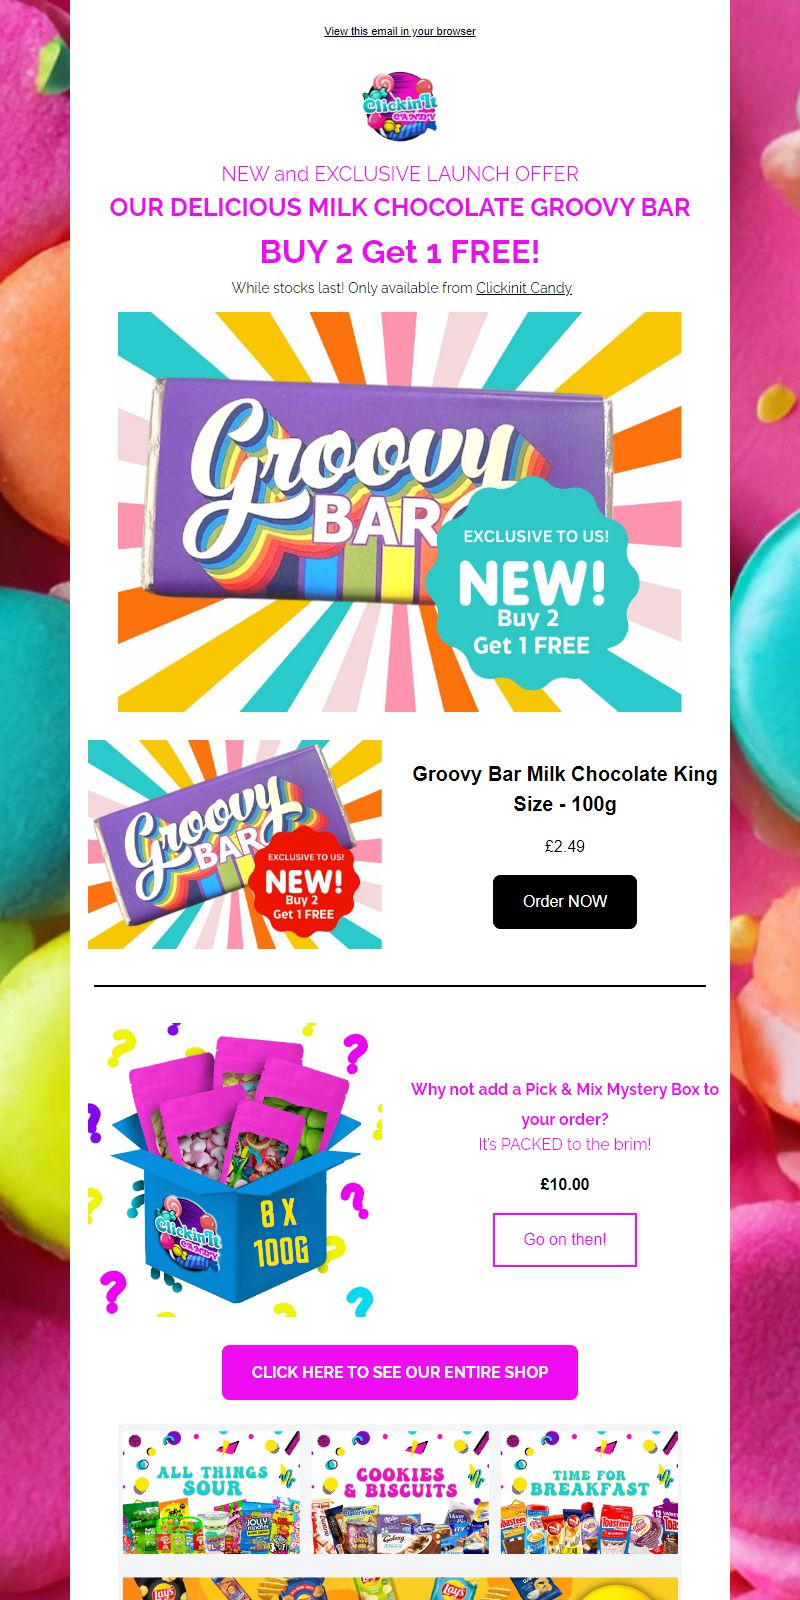 View this email in your browser
ClickinIt
CANDY
NEW and EXCLUSIVE LAUNCH OFFER
OUR DELICIOUS MILK CHOCOLATE GROOVY BAR
BUY 2 Get 1 FREE!
While stocks last! Only available from Clickinit Candy
Groovy
BAR
EXCLUSIVE TO US!
NEW!
Buy 2
Get 1 FREE
Groovy
BAR
EXCLUSIVE TO US!
NEW!
Buy 2
Get 1 FREE
Groovy Bar Milk Chocolate King
Size - 100g
£2.49
Order NOW
8 X
100G
ClickinIt
CANDY
Why not add a Pick & Mix Mystery Box to
your order?
It's PACKED to the brim!
£10.00
Go on then!
CLICK HERE TO SEE OUR ENTIRE SHOP
ALL THINGS
SOUR
JOLLY
COOKIES
& BISCUITS
TIME FOR
BREAKFAST
Toastem
12
Lay's
Lay's